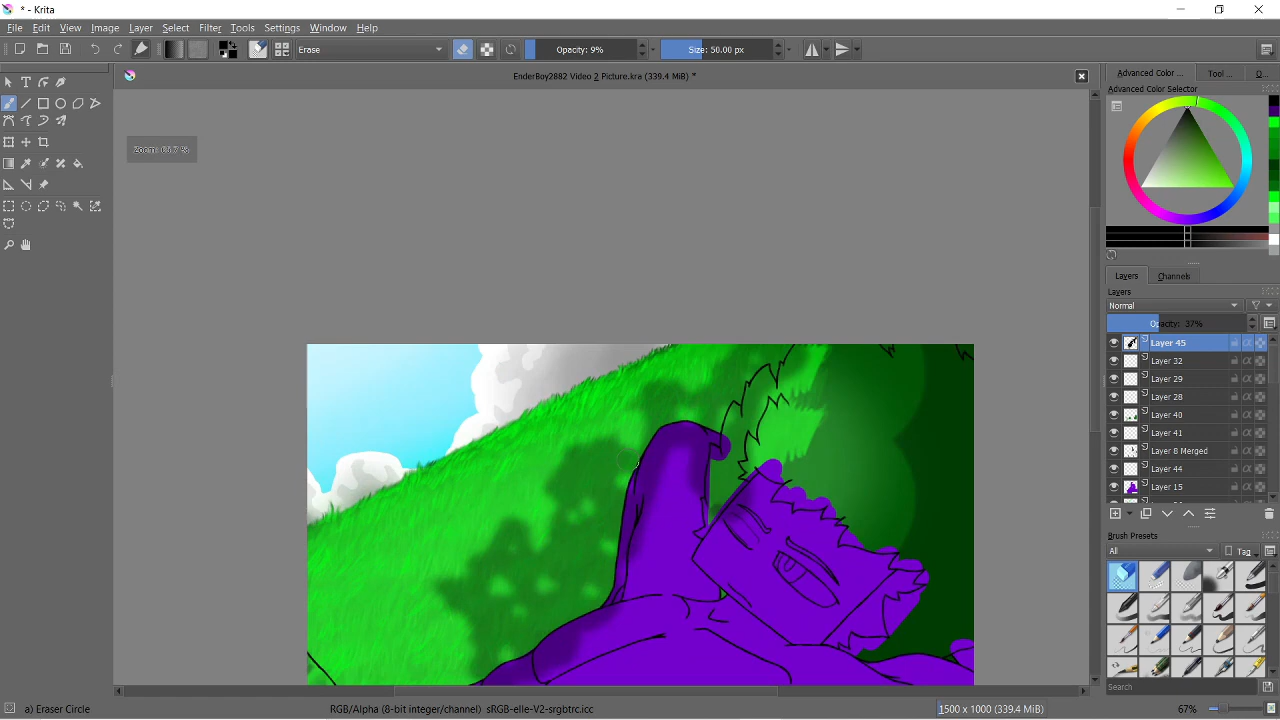 * - Krita
File Edit View Image Layer Select Filter Tools Settings Window Help
Erase Opacity: 9% Size: 50.00 px
EnderBoy2882 Video 2 Picture.kra (339.4 MiB) *
Advanced Color ... Tool ... O...
Advanced Color Selector
Layers Channels
Layers
Normal
Opacity: 37%
Layer 45
Layer 32
Layer 29
Layer 28
Layer 40
Layer 41
Layer 8 Merged
Layer 44
Layer 15
Brush Presets
All Tag
Search
a) Eraser Circle RGB/Alpha (8-bit integer/channel) sRGB-elle-V2-srgbtrc.icc 1500 x 1000 (339.4 MiB) 67%